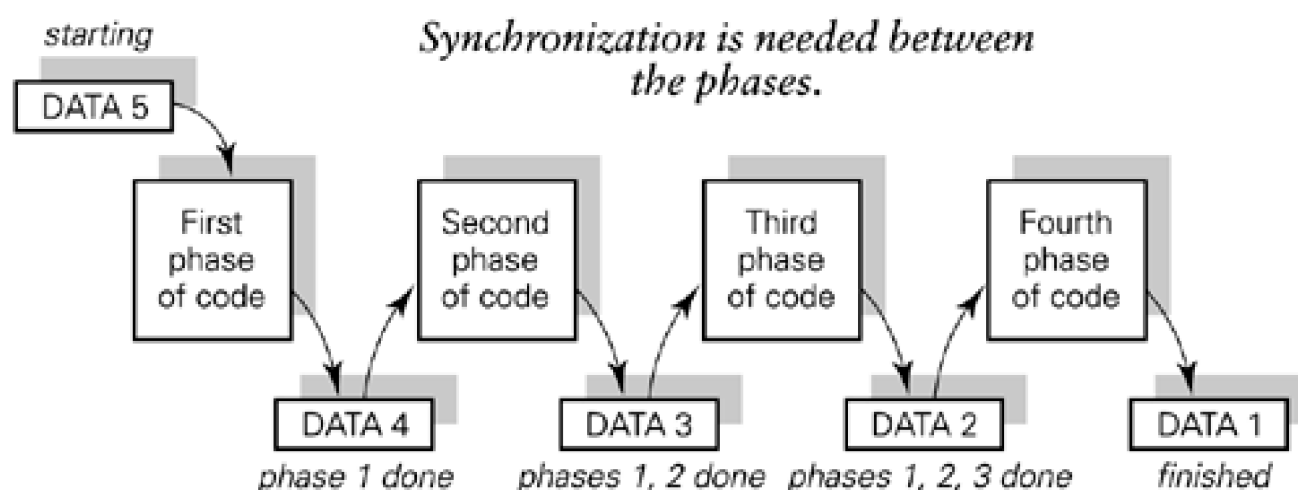 starting
Synchronization is needed between
the phases.
DATA 5
First
phase
of code
Second
phase
of code
Third
phase
of code
Fourth
phase
of code
DATA 4
DATA 3
DATA 2
DATA 1
phase 1 done
phases 1, 2 done
phases 1, 2, 3 done
finished